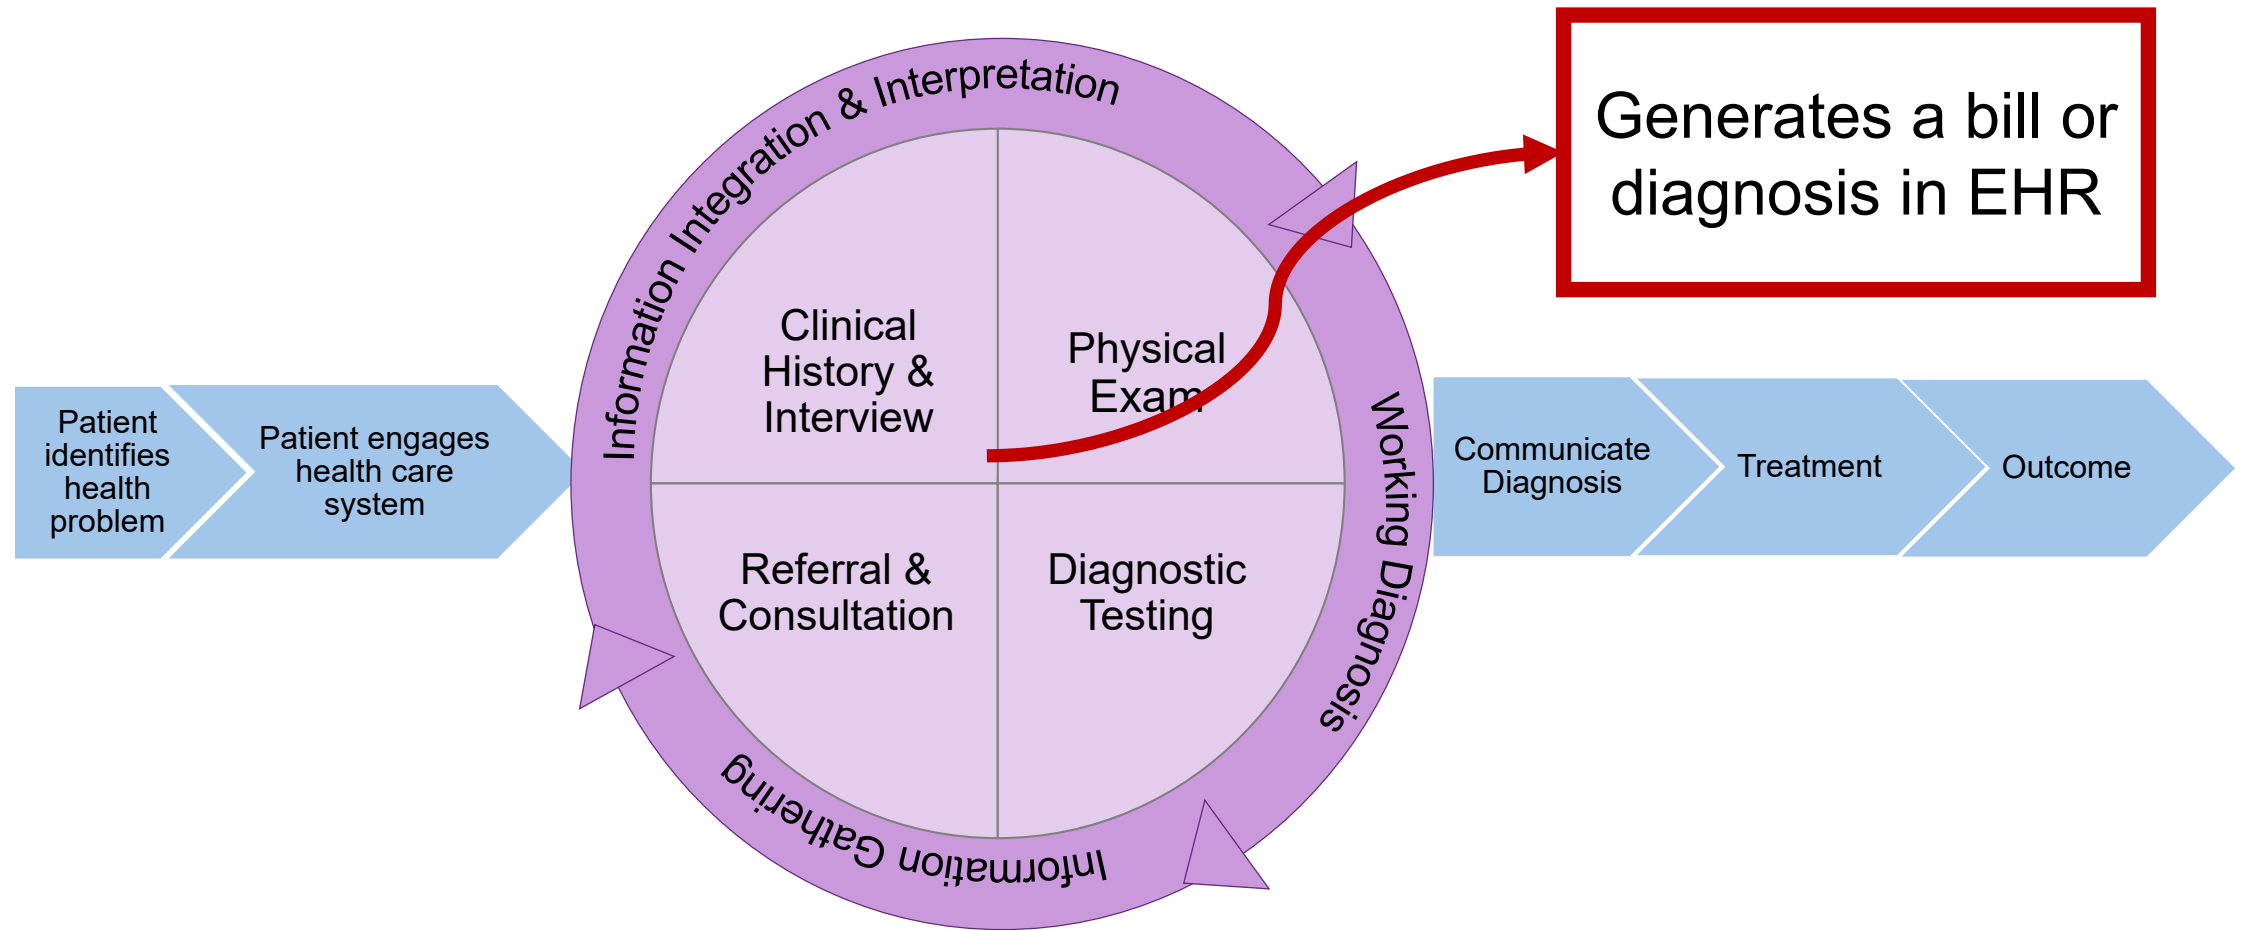 Patient
identifies
health
problem
Patient engages
health care
system
Information Integration & Interpretation
Working Diagnosis
Information Gathering
Clinical
History &
Interview
Physical
Exam
Referral &
Consultation
Diagnostic
Testing
Generates a bill or
diagnosis in EHR
Communicate
Diagnosis
Treatment
Outcome